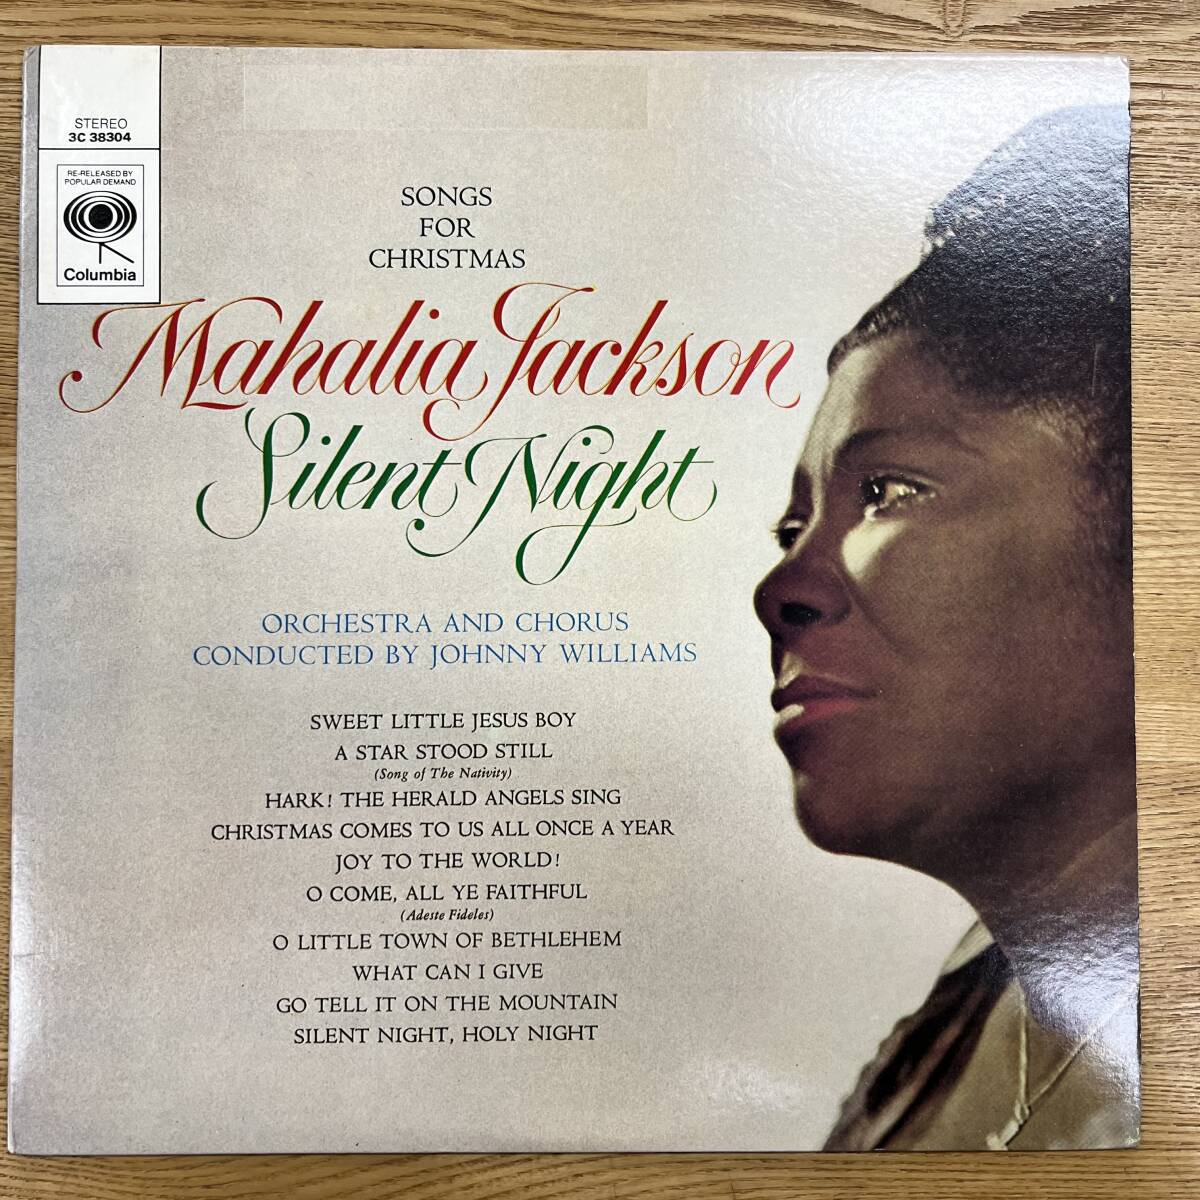 STEREO
3C 38304
RE-RELEASED BY
POPULAR DEMAND
Columbia
SONGS
FOR
CHRISTMAS
Mahalia Jackson
Silent Night
ORCHESTRA AND CHORUS
CONDUCTED BY JOHNNY WILLIAMS
SWEET LITTLE JESUS BOY
A STAR STOOD STILL
(Song of The Nativity)
HARK! THE HERALD ANGELS SING
CHRISTMAS COMES TO US ALL ONCE A YEAR
JOY TO THE WORLD!
O COME, ALL YE FAITHFUL
(Adeste Fideles)
O LITTLE TOWN OF BETHLEHEM
WHAT CAN I GIVE
GO TELL IT ON THE MOUNTAIN
SILENT NIGHT, HOLY NIGHT